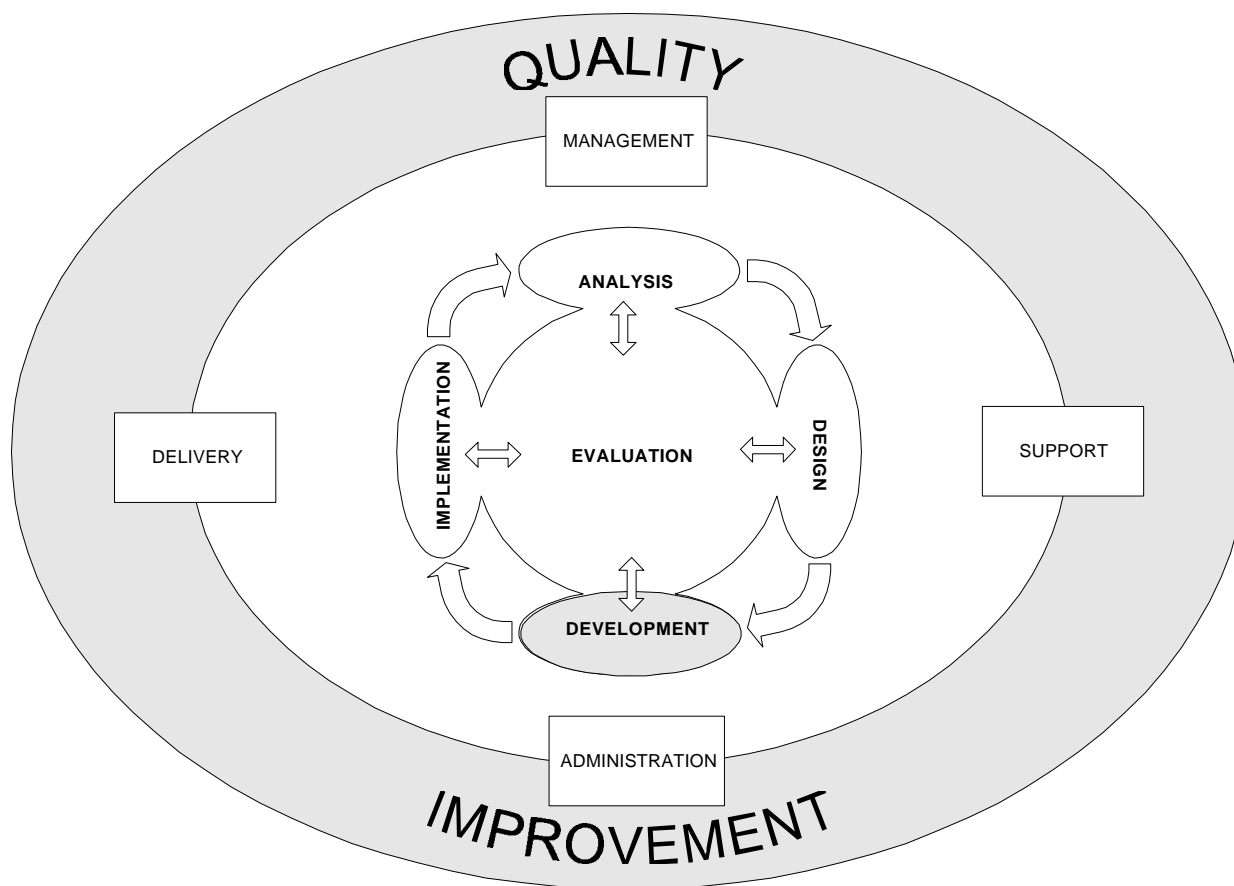 QUALITY
MANAGEMENT
ANALYSIS
IMPLEMENTATION
DESIGN
DELIVERY
EVALUATION
SUPPORT
DEVELOPMENT
ADMINISTRATION
IMPROVEMENT